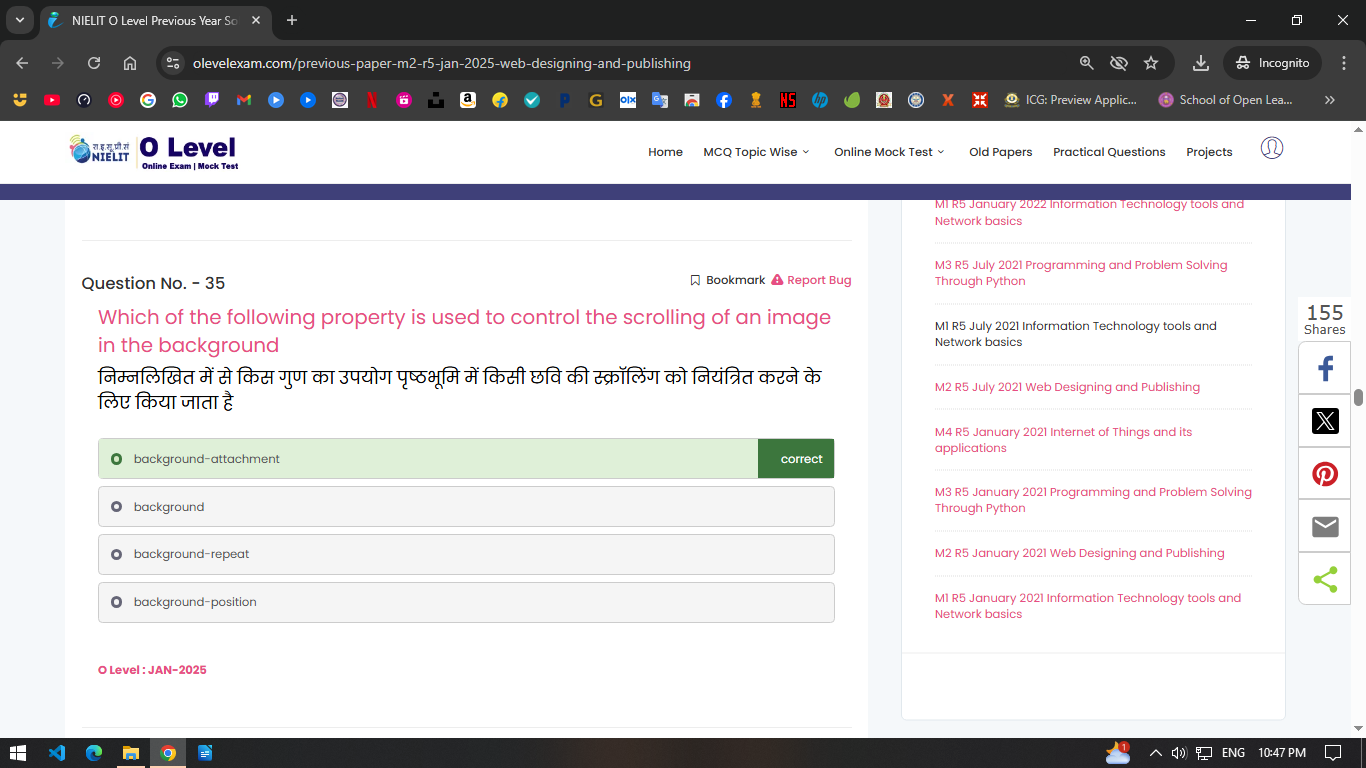 NIELIT O Level Previous Year So
olevelexam.com/previous-paper-m2-r5-jan-2025-web-designing-and-publishing
Incognito
ICG: Preview Applic...
School of Open Lea...
NIELIT
O Level
Online Exam | Mock Test
Home
MCQ Topic Wise
Online Mock Test
Old Papers
Practical Questions
Projects
Question No. - 35
Bookmark
Report Bug
Which of the following property is used to control the scrolling of an image
in the background
निम्नलिखित में से किस गुण का उपयोग पृष्ठभूमि में किसी छवि की स्क्रॉलिंग को नियंत्रित करने के
लिए किया जाता है
background-attachment
correct
background
background-repeat
background-position
O Level : JAN-2025
M1 R5 January 2022 Information Technology tools and
Network basics
M3 R5 July 2021 Programming and Problem Solving
Through Python
M1 R5 July 2021 Information Technology tools and
Network basics
M2 R5 July 2021 Web Designing and Publishing
M4 R5 January 2021 Internet of Things and its
applications
M3 R5 January 2021 Programming and Problem Solving
Through Python
M2 R5 January 2021 Web Designing and Publishing
M1 R5 January 2021 Information Technology tools and
Network basics
155
Shares
1
ENG
10:47 PM